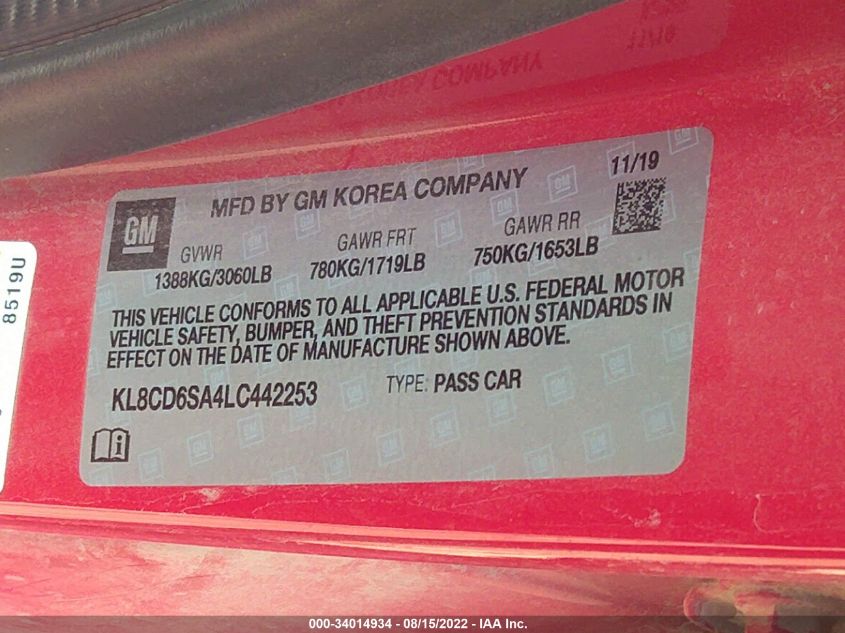 MFD BY GM KOREA COMPANY
11/19
GM
GVWR
GAWR FRT
GAWR RR
1388KG/3060LB
780KG/1719LB
750KG/1653LB
THIS VEHICLE CONFORMS TO ALL APPLICABLE U.S. FEDERAL MOTOR
VEHICLE SAFETY, BUMPER, AND THEFT PREVENTION STANDARDS IN
EFFECT ON THE DATE OF MANUFACTURE SHOWN ABOVE.
KL8CD6SA4LC442253
TYPE: PASS CAR
i
8519U
000-34014934 - 08/15/2022 - IAA Inc.